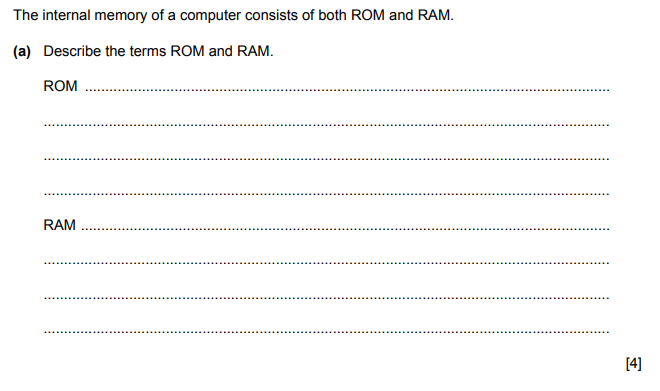 The internal memory of a computer consists of both ROM and RAM.
(a) Describe the terms ROM and RAM.
ROM ..........................................................................................................................
..........................................................................................................................
..........................................................................................................................
..........................................................................................................................
RAM ..........................................................................................................................
..........................................................................................................................
..........................................................................................................................
..........................................................................................................................
[4]